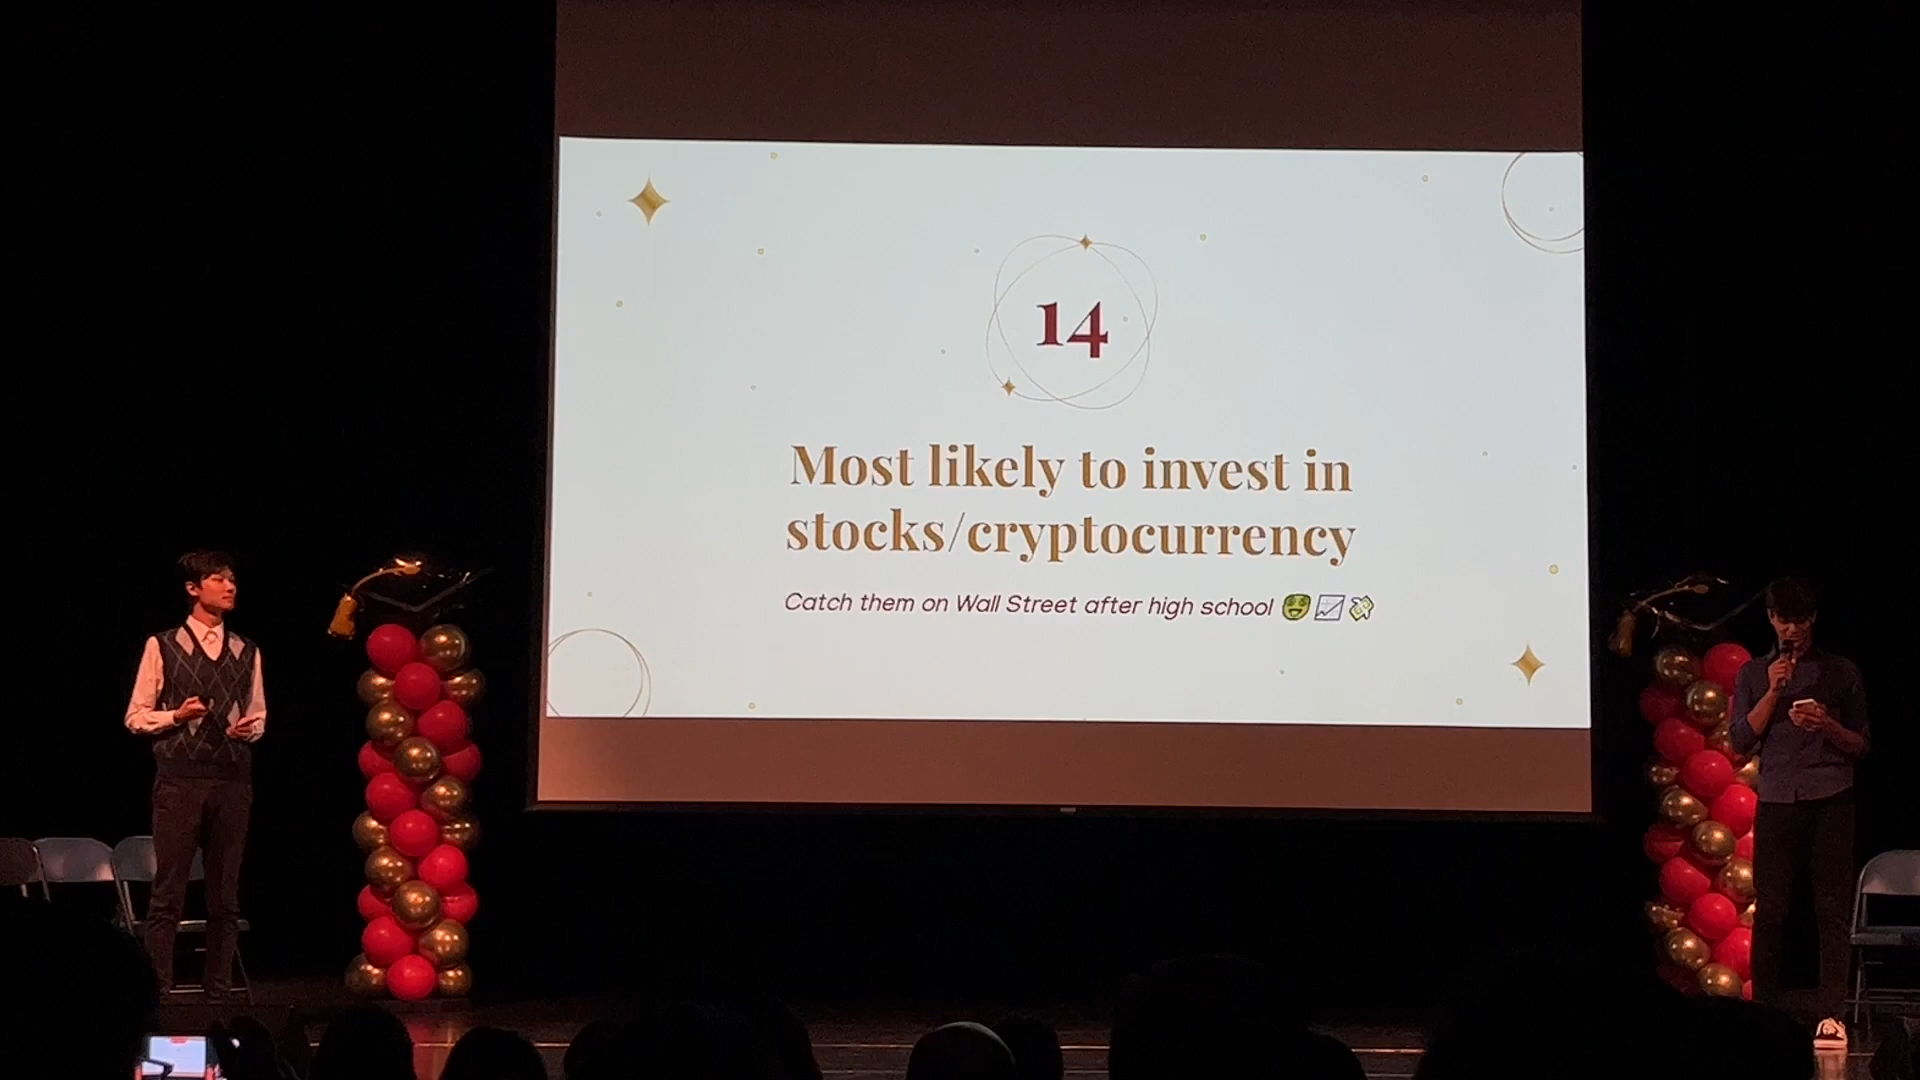 14
Most likely to invest in
stocks/cryptocurrency
Catch them on Wall Street after high school 🤑📈💸